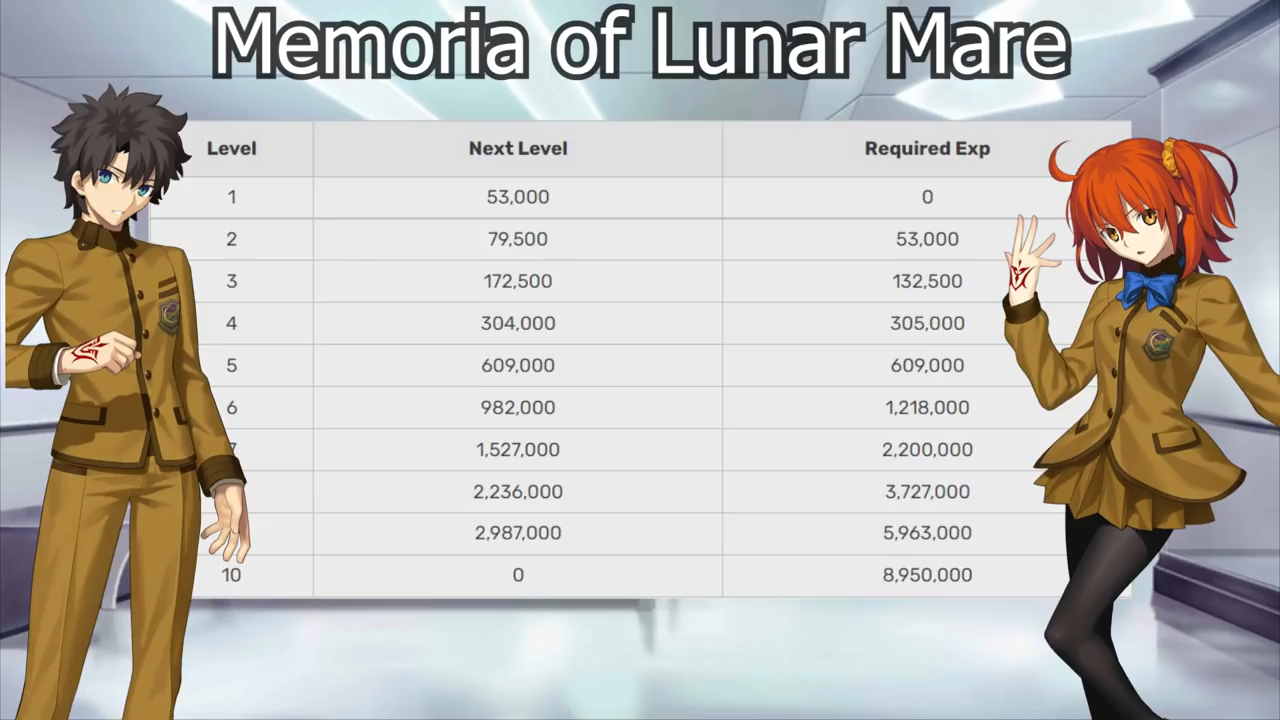 Memoria of Lunar Mare
Level Next Level Required Exp
1 53,000 0
2 79,500 53,000
3 172,500 132,500
4 304,000 305,000
5 609,000 609,000
6 982,000 1,218,000
1,527,000 2,200,000
2,236,000 3,727,000
2,987,000 5,963,000
10 0 8,950,000